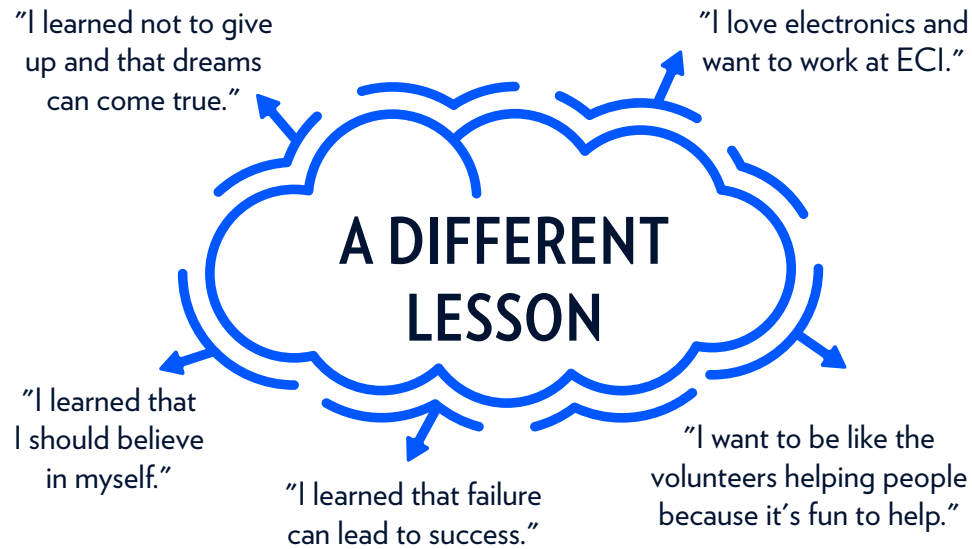 "I learned not to give
up and that dreams
can come true."
"I love electronics and
want to work at ECI."
A DIFFERENT
LESSON
"I learned that
I should believe
in myself."
"I learned that failure
can lead to success."
"I want to be like the
volunteers helping people
because it's fun to help."